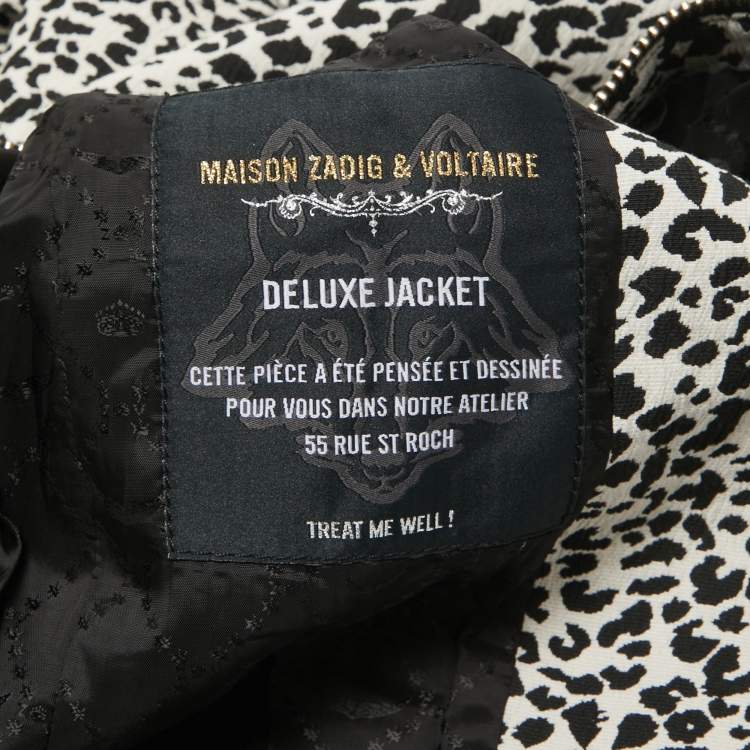 MAISON ZADIG & VOLTAIRE
DELUXE JACKET
CETTE PIÈCE A ÉTÉ PENSÉE ET DESSINÉE
POUR VOUS DANS NOTRE ATELIER
55 RUE ST ROCH
TREAT ME WELL !